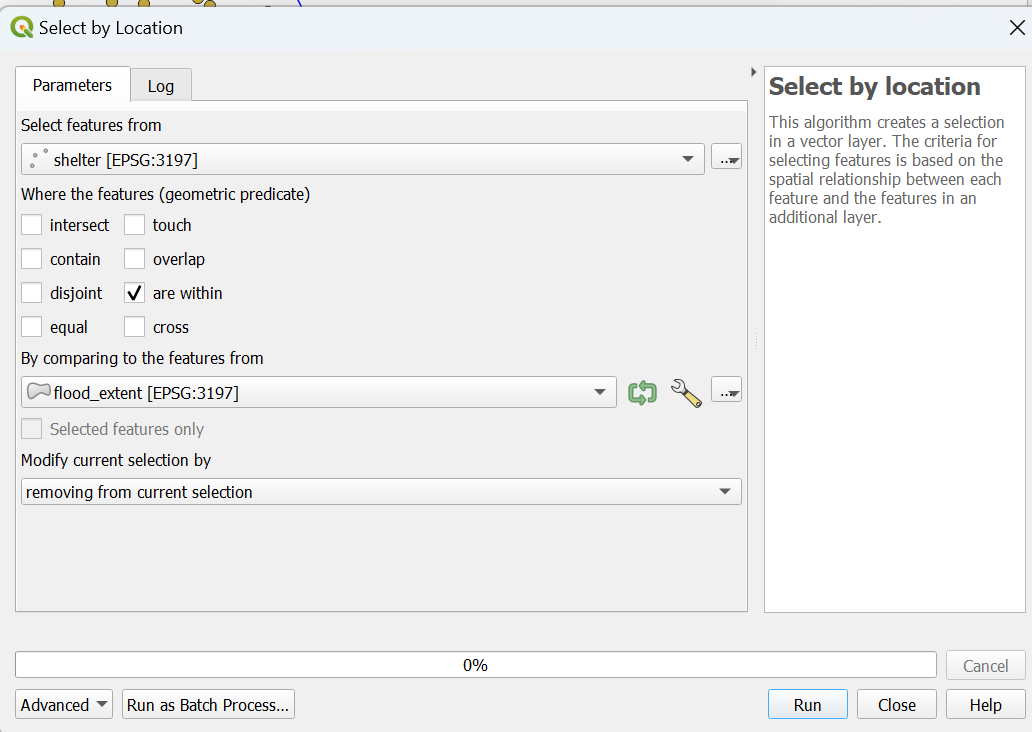 Select by Location
Parameters
Log
Select features from
shelter [EPSG:3197]
...
Where the features (geometric predicate)
intersect
touch
contain
overlap
disjoint
are within
equal
cross
By comparing to the features from
flood_extent [EPSG:3197]
...
Selected features only
Modify current selection by
removing from current selection
Select by location
This algorithm creates a selection
in a vector layer. The criteria for
selecting features is based on the
spatial relationship between each
feature and the features in an
additional layer.
0%
Cancel
Advanced
Run as Batch Process...
Run
Close
Help